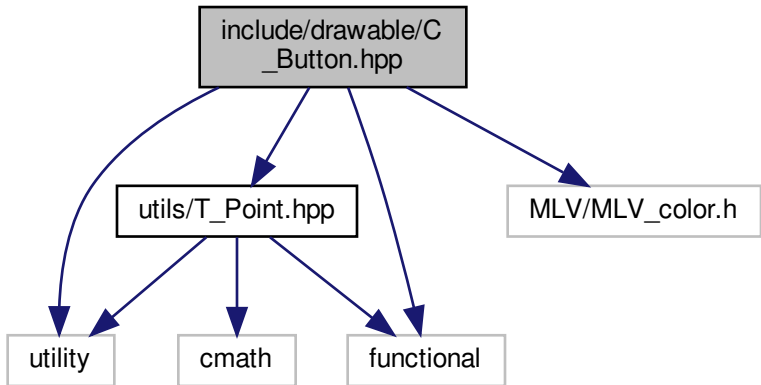 include/drawable/C
_Button.hpp
utils/T_Point.hpp
MLV/MLV_color.h
utility
cmath
functional